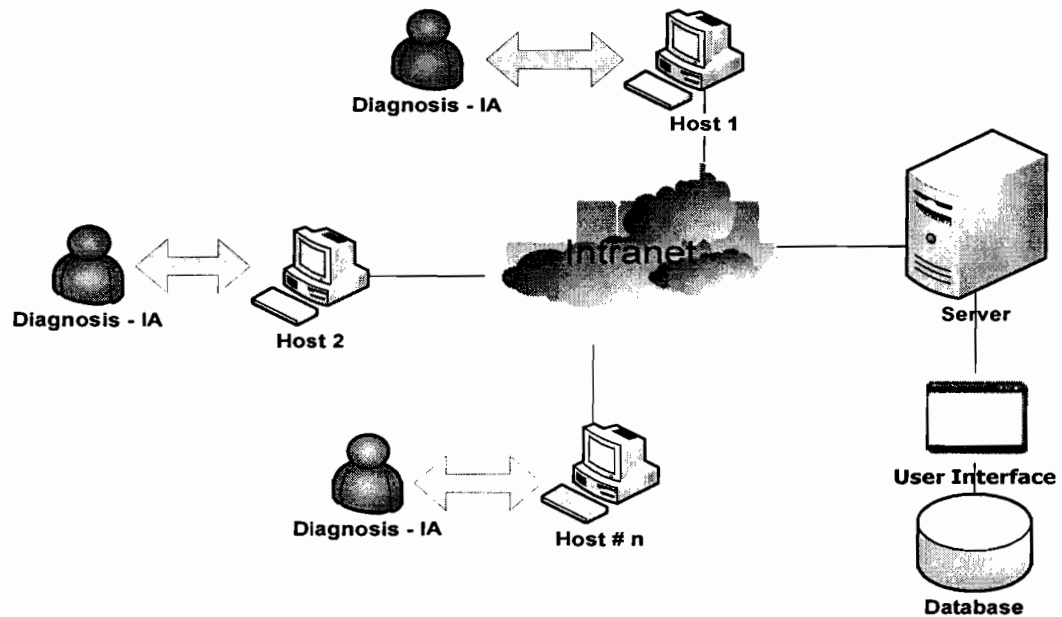 Diagnosis - IA
Host 1
Intranet
Server
Diagnosis - IA
Host 2
User Interface
Diagnosis - IA
Host # n
Database